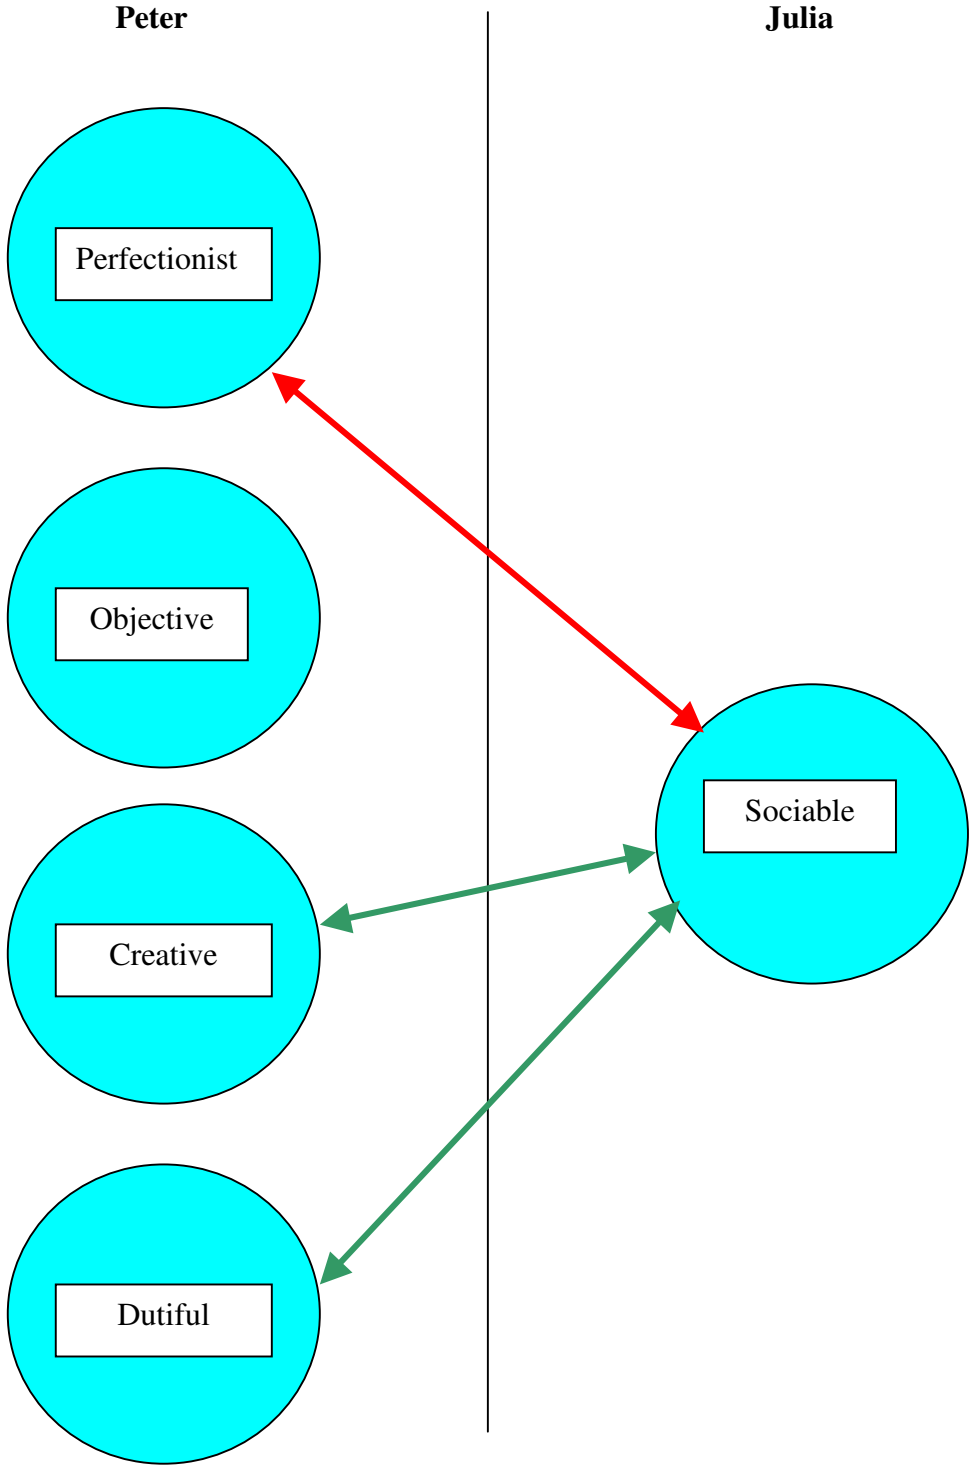 Peter
Julia
Perfectionist
Objective
Sociable
Creative
Dutiful